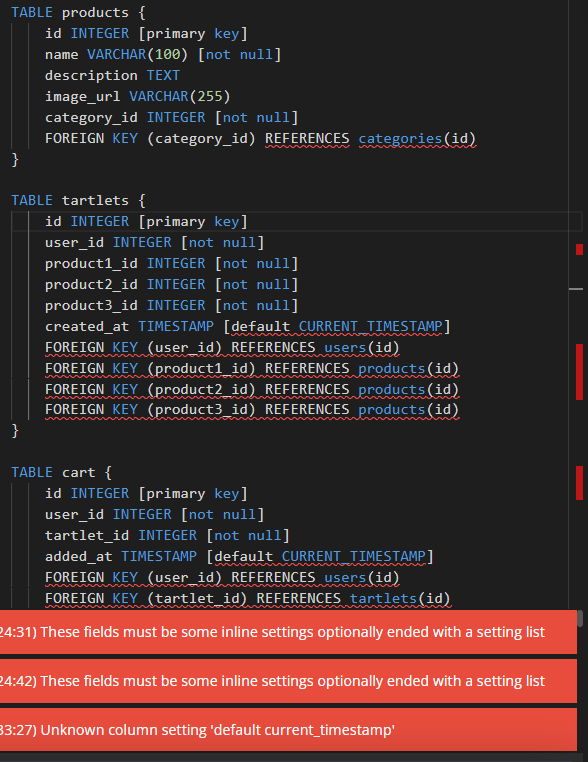 TABLE products {
id INTEGER [primary key]
name VARCHAR(100) [not null]
description TEXT
image_url VARCHAR(255)
category_id INTEGER [not null]
FOREIGN KEY (category_id) REFERENCES categories(id)
}
TABLE tartlets {
id INTEGER [primary key]
user_id INTEGER [not null]
product1_id INTEGER [not null]
product2_id INTEGER [not null]
product3_id INTEGER [not null]
created_at TIMESTAMP [default CURRENT_TIMESTAMP]
FOREIGN KEY (user_id) REFERENCES users(id)
FOREIGN KEY (product1_id) REFERENCES products(id)
FOREIGN KEY (product2_id) REFERENCES products(id)
FOREIGN KEY (product3_id) REFERENCES products(id)
}
TABLE cart {
id INTEGER [primary key]
user_id INTEGER [not null]
tartlet_id INTEGER [not null]
added_at TIMESTAMP [default CURRENT_TIMESTAMP]
FOREIGN KEY (user_id) REFERENCES users(id)
FOREIGN KEY (tartlet_id) REFERENCES tartlets(id)
24:31) These fields must be some inline settings optionally ended with a setting list
24:42) These fields must be some inline settings optionally ended with a setting list
33:27) Unknown column setting 'default current_timestamp'